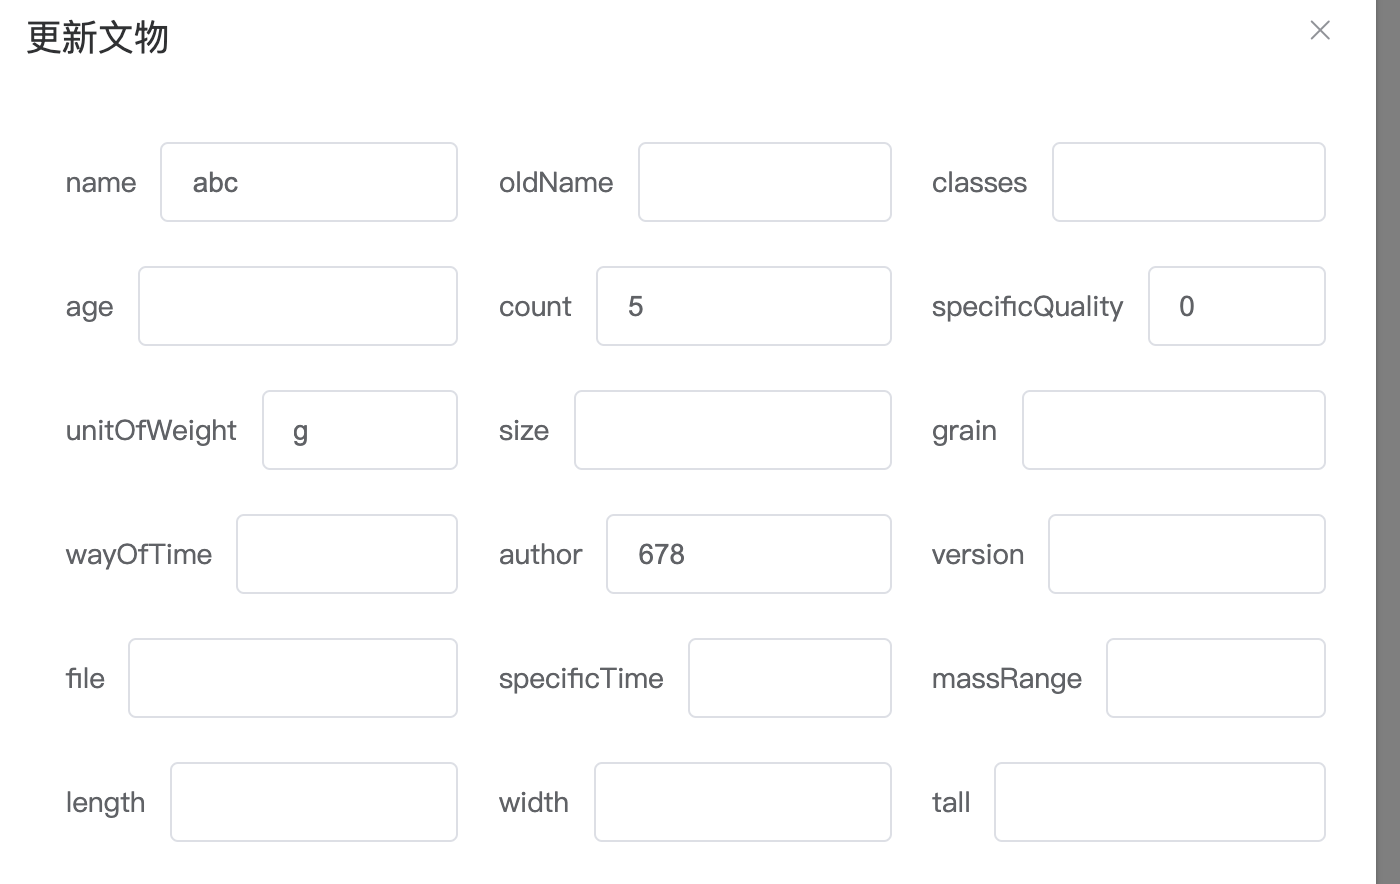 更新文物
name abc oldName classes
age count 5 specificQuality 0
unitOfWeight g size grain
wayOfTime author 678 version
file specificTime massRange
length width tall